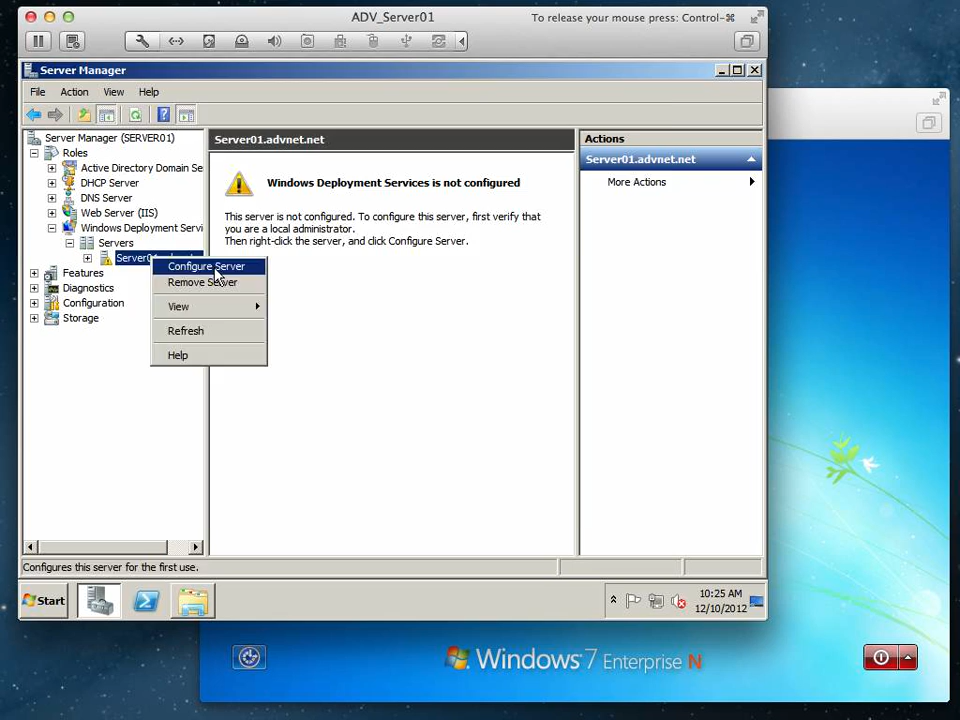 ADV_Server01
To release your mouse press: Control-⌘
Server Manager
File Action View Help
Server Manager (SERVER01)
Roles
Active Directory Domain Se
DHCP Server
DNS Server
Web Server (IIS)
Windows Deployment Servi
Servers
Features
Diagnostics
Configuration
Storage
Configure Server
Remove Server
View
Refresh
Help
Server01.advnet.net
Windows Deployment Services is not configured
This server is not configured. To configure this server, first verify that
you are a local administrator.
Then right-click the server, and click Configure Server.
Actions
Server01.advnet.net
More Actions
Configures this server for the first use.
Start
10:25 AM
12/10/2012
Windows 7 Enterprise N